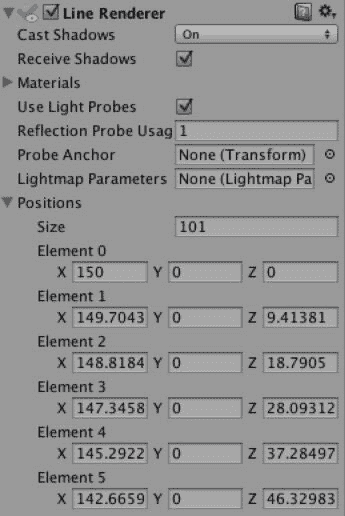 Line Renderer
Cast Shadows On
Receive Shadows
Materials
Use Light Probes
Reflection Probe Usag 1
Probe Anchor None (Transform)
Lightmap Parameters None (Lightmap Pa
Positions
Size 101
Element 0
X 150 Y 0 Z 0
Element 1
X 149.7043 Y 0 Z 9.41381
Element 2
X 148.8184 Y 0 Z 18.7905
Element 3
X 147.3458 Y 0 Z 28.09312
Element 4
X 145.2922 Y 0 Z 37.28497
Element 5
X 142.6659 Y 0 Z 46.32983